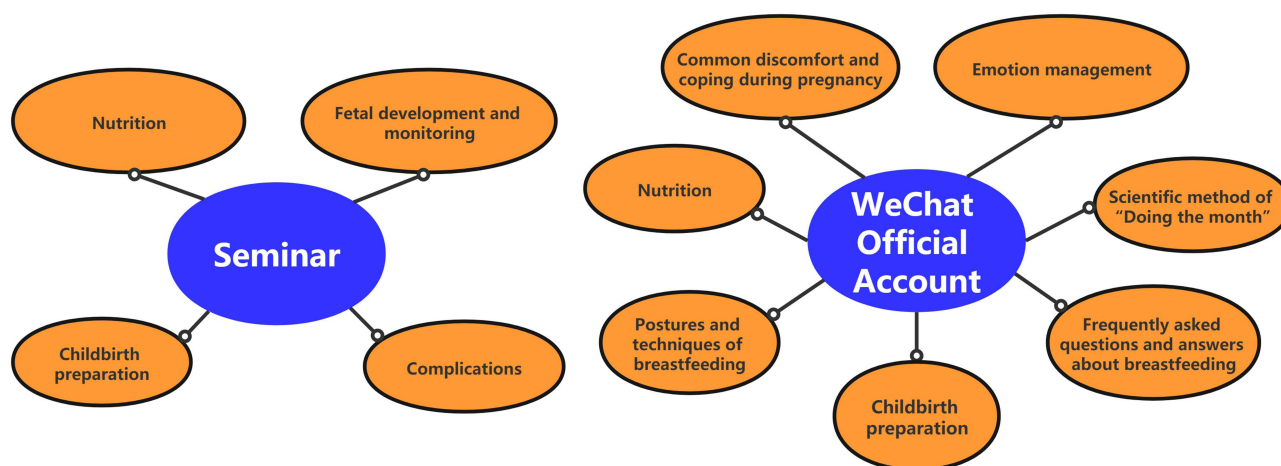 Nutrition
Fetal development and
monitoring
Seminar
Childbirth
preparation
Complications
Common discomfort and
coping during pregnancy
Emotion management
Nutrition
WeChat
Official
Account
Scientific method of
“Doing the month”
Postures and
techniques of
breastfeeding
Frequently asked
questions and answers
about breastfeeding
Childbirth
preparation